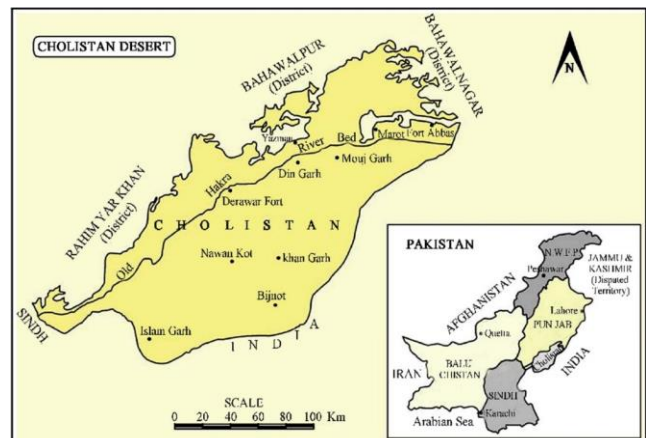 CHOLISTAN DESERT
BAHAWALPUR
(District)
BAHAWALNAGAR
(District)
N
Yazman
River
Bed
Marot
Fort Abbas
Mouj Garh
Din Garh
RAHIM YAR KHAN
(District)
Hakra
Derawar Fort
CHOLISTAN
Old
Nawan Kot
khan Garh
Bijnot
SINDH
Islam Garh
INDIA
SCALE
0 20 40 60 80 100 Km
PAKISTAN
N.W.F.P.
Peshawar
JAMMU &
KASHMIR
(Disputed
Territory)
AFGHANISTAN
Lahore
PUNJAB
Quetta
IRAN
BALU
CHISTAN
INDIA
SINDH
Arabian Sea
Karachi